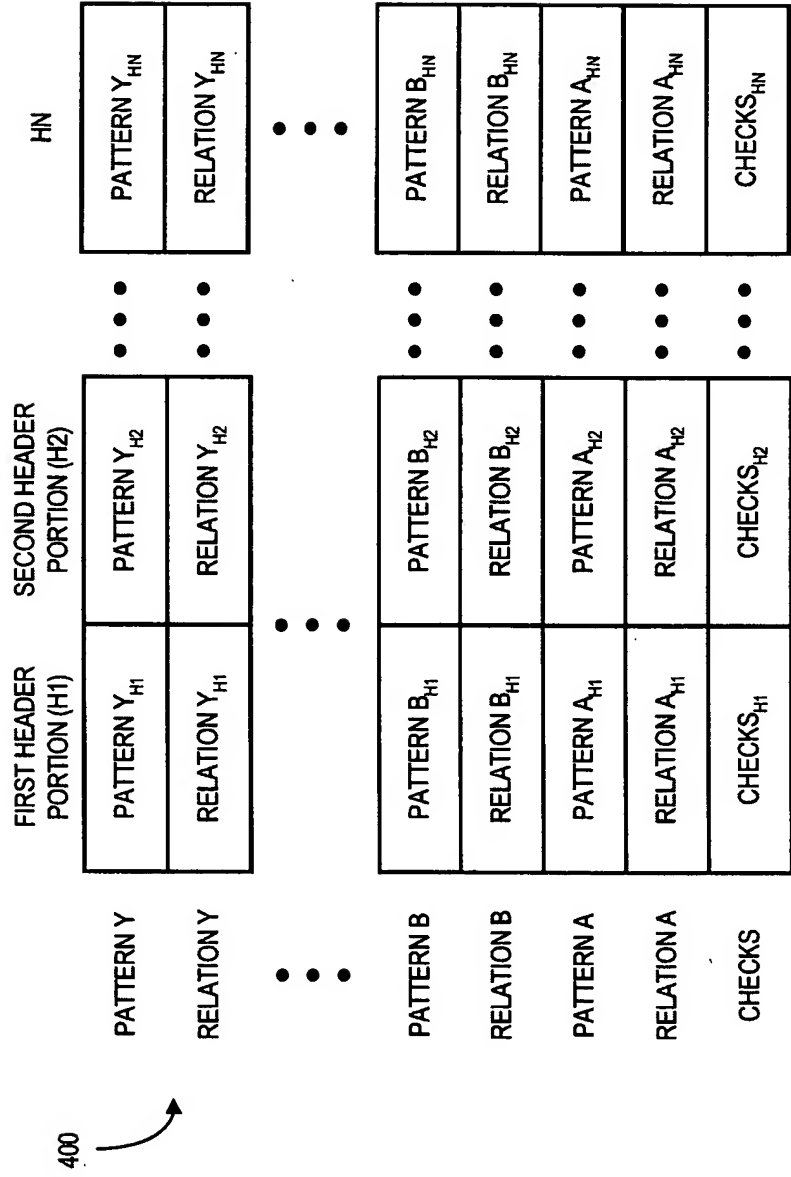 400
FIRST HEADER PORTION (H1) SECOND HEADER PORTION (H2) HN
PATTERN Y PATTERN Y_H1 PATTERN Y_H2 • • • PATTERN Y_HN
RELATION Y RELATION Y_H1 RELATION Y_H2 • • • RELATION Y_HN
• • • • • • • • •
PATTERN B PATTERN B_H1 PATTERN B_H2 • • • PATTERN B_HN
RELATION B RELATION B_H1 RELATION B_H2 • • • RELATION B_HN
PATTERN A PATTERN A_H1 PATTERN A_H2 • • • PATTERN A_HN
RELATION A RELATION A_H1 RELATION A_H2 • • • RELATION A_HN
CHECKS CHECKS_H1 CHECKS_H2 • • • CHECKS_HN